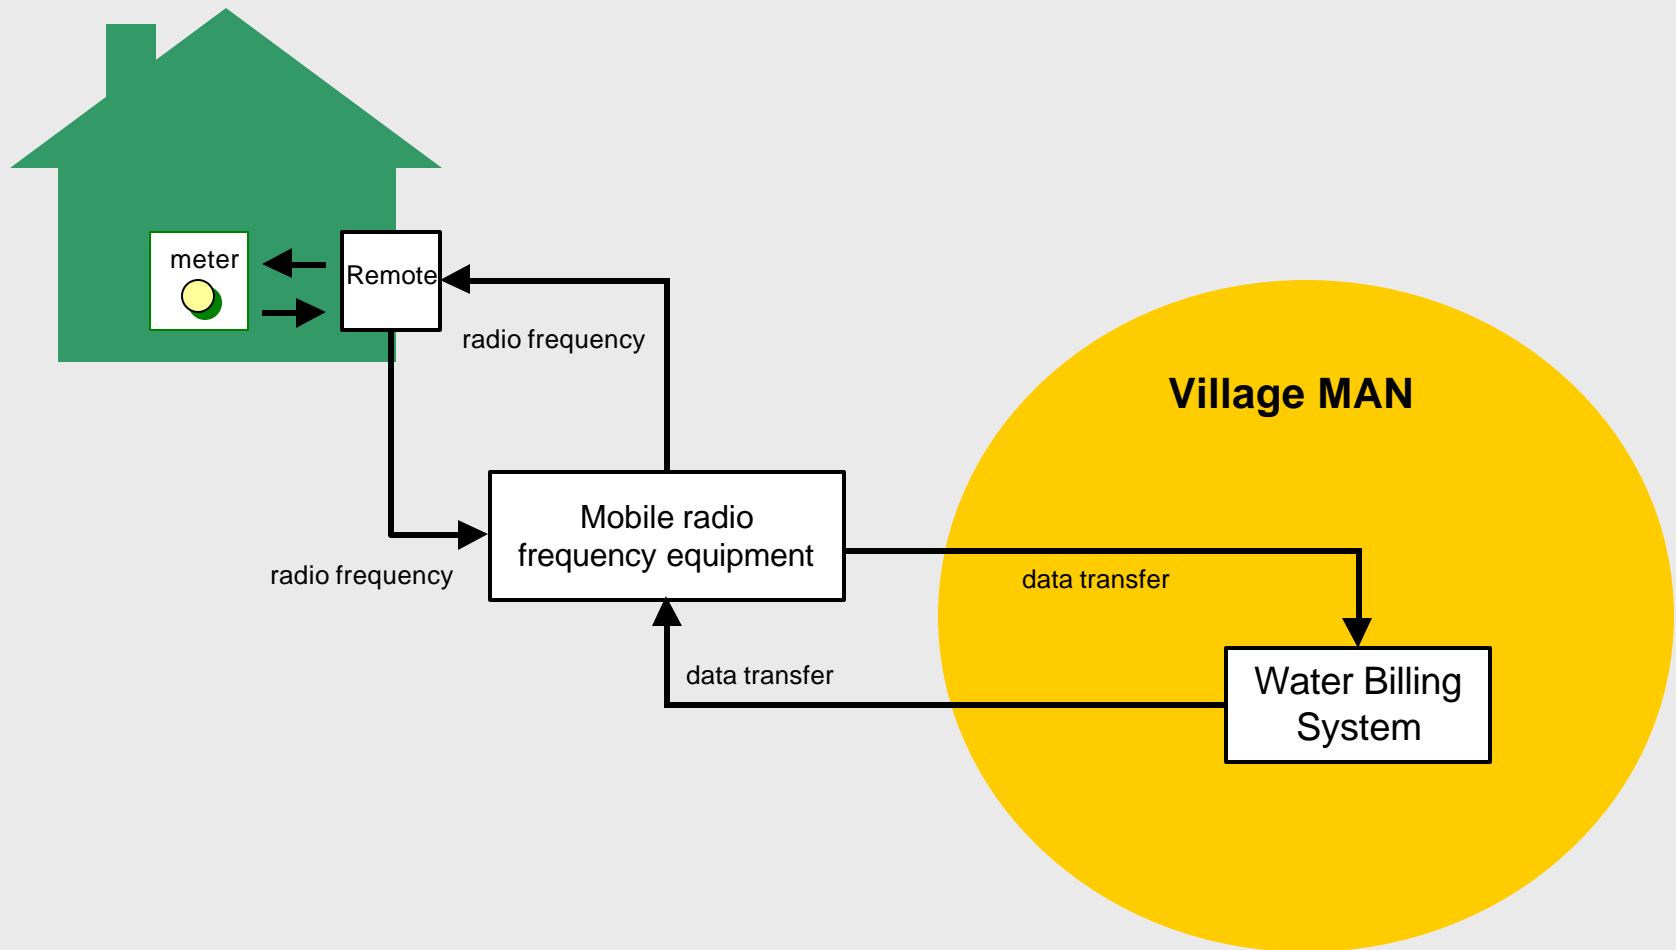 meter
Remote
radio frequency
Village MAN
Mobile radio
frequency equipment
radio frequency
data transfer
data transfer
Water Billing
System